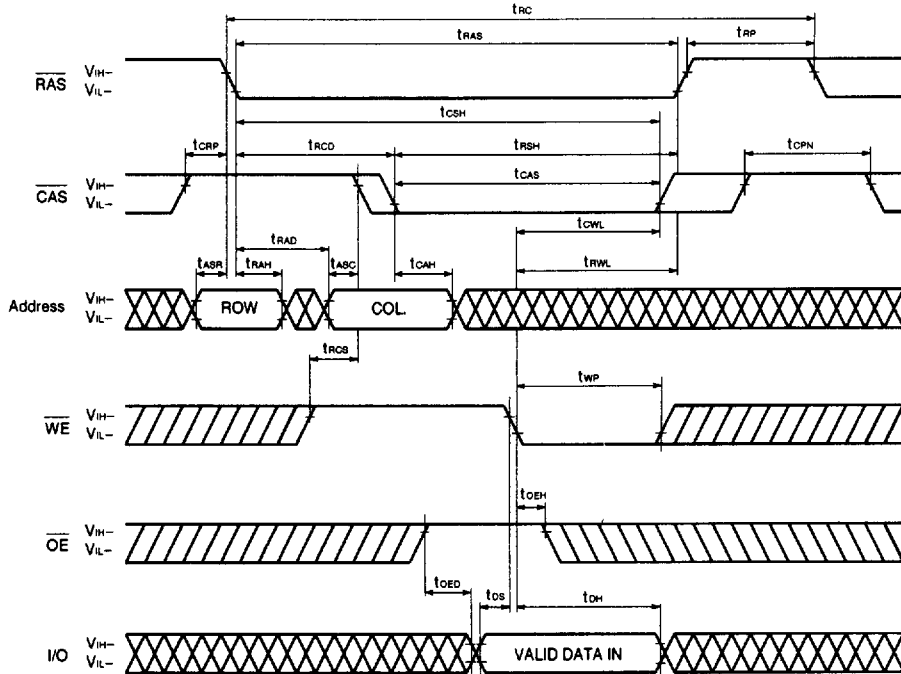 tRC
tRAS
tRP
RAS
VIH–
VIL–
tCSH
tCRP
tRCD
tRSH
tCPN
CAS
VIH–
VIL–
tCAS
tCWL
tRAD
tRWL
tASR
tRAH
tASC
tCAH
Address
VIH–
VIL–
ROW
COL.
tRCS
tWP
WE
VIH–
VIL–
tOEH
OE
VIH–
VIL–
tOED
tDS
tDH
I/O
VIH–
VIL–
VALID DATA IN